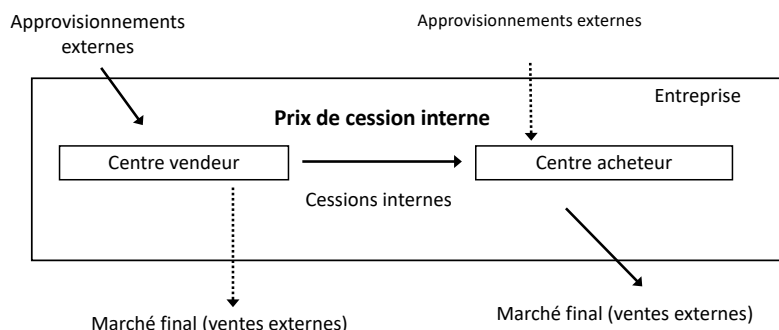 Approvisionnements
externes
Approvisionnements externes
Entreprise
Prix de cession interne
Centre vendeur
Centre acheteur
Cessions internes
Marché final (ventes externes)
Marché final (ventes externes)